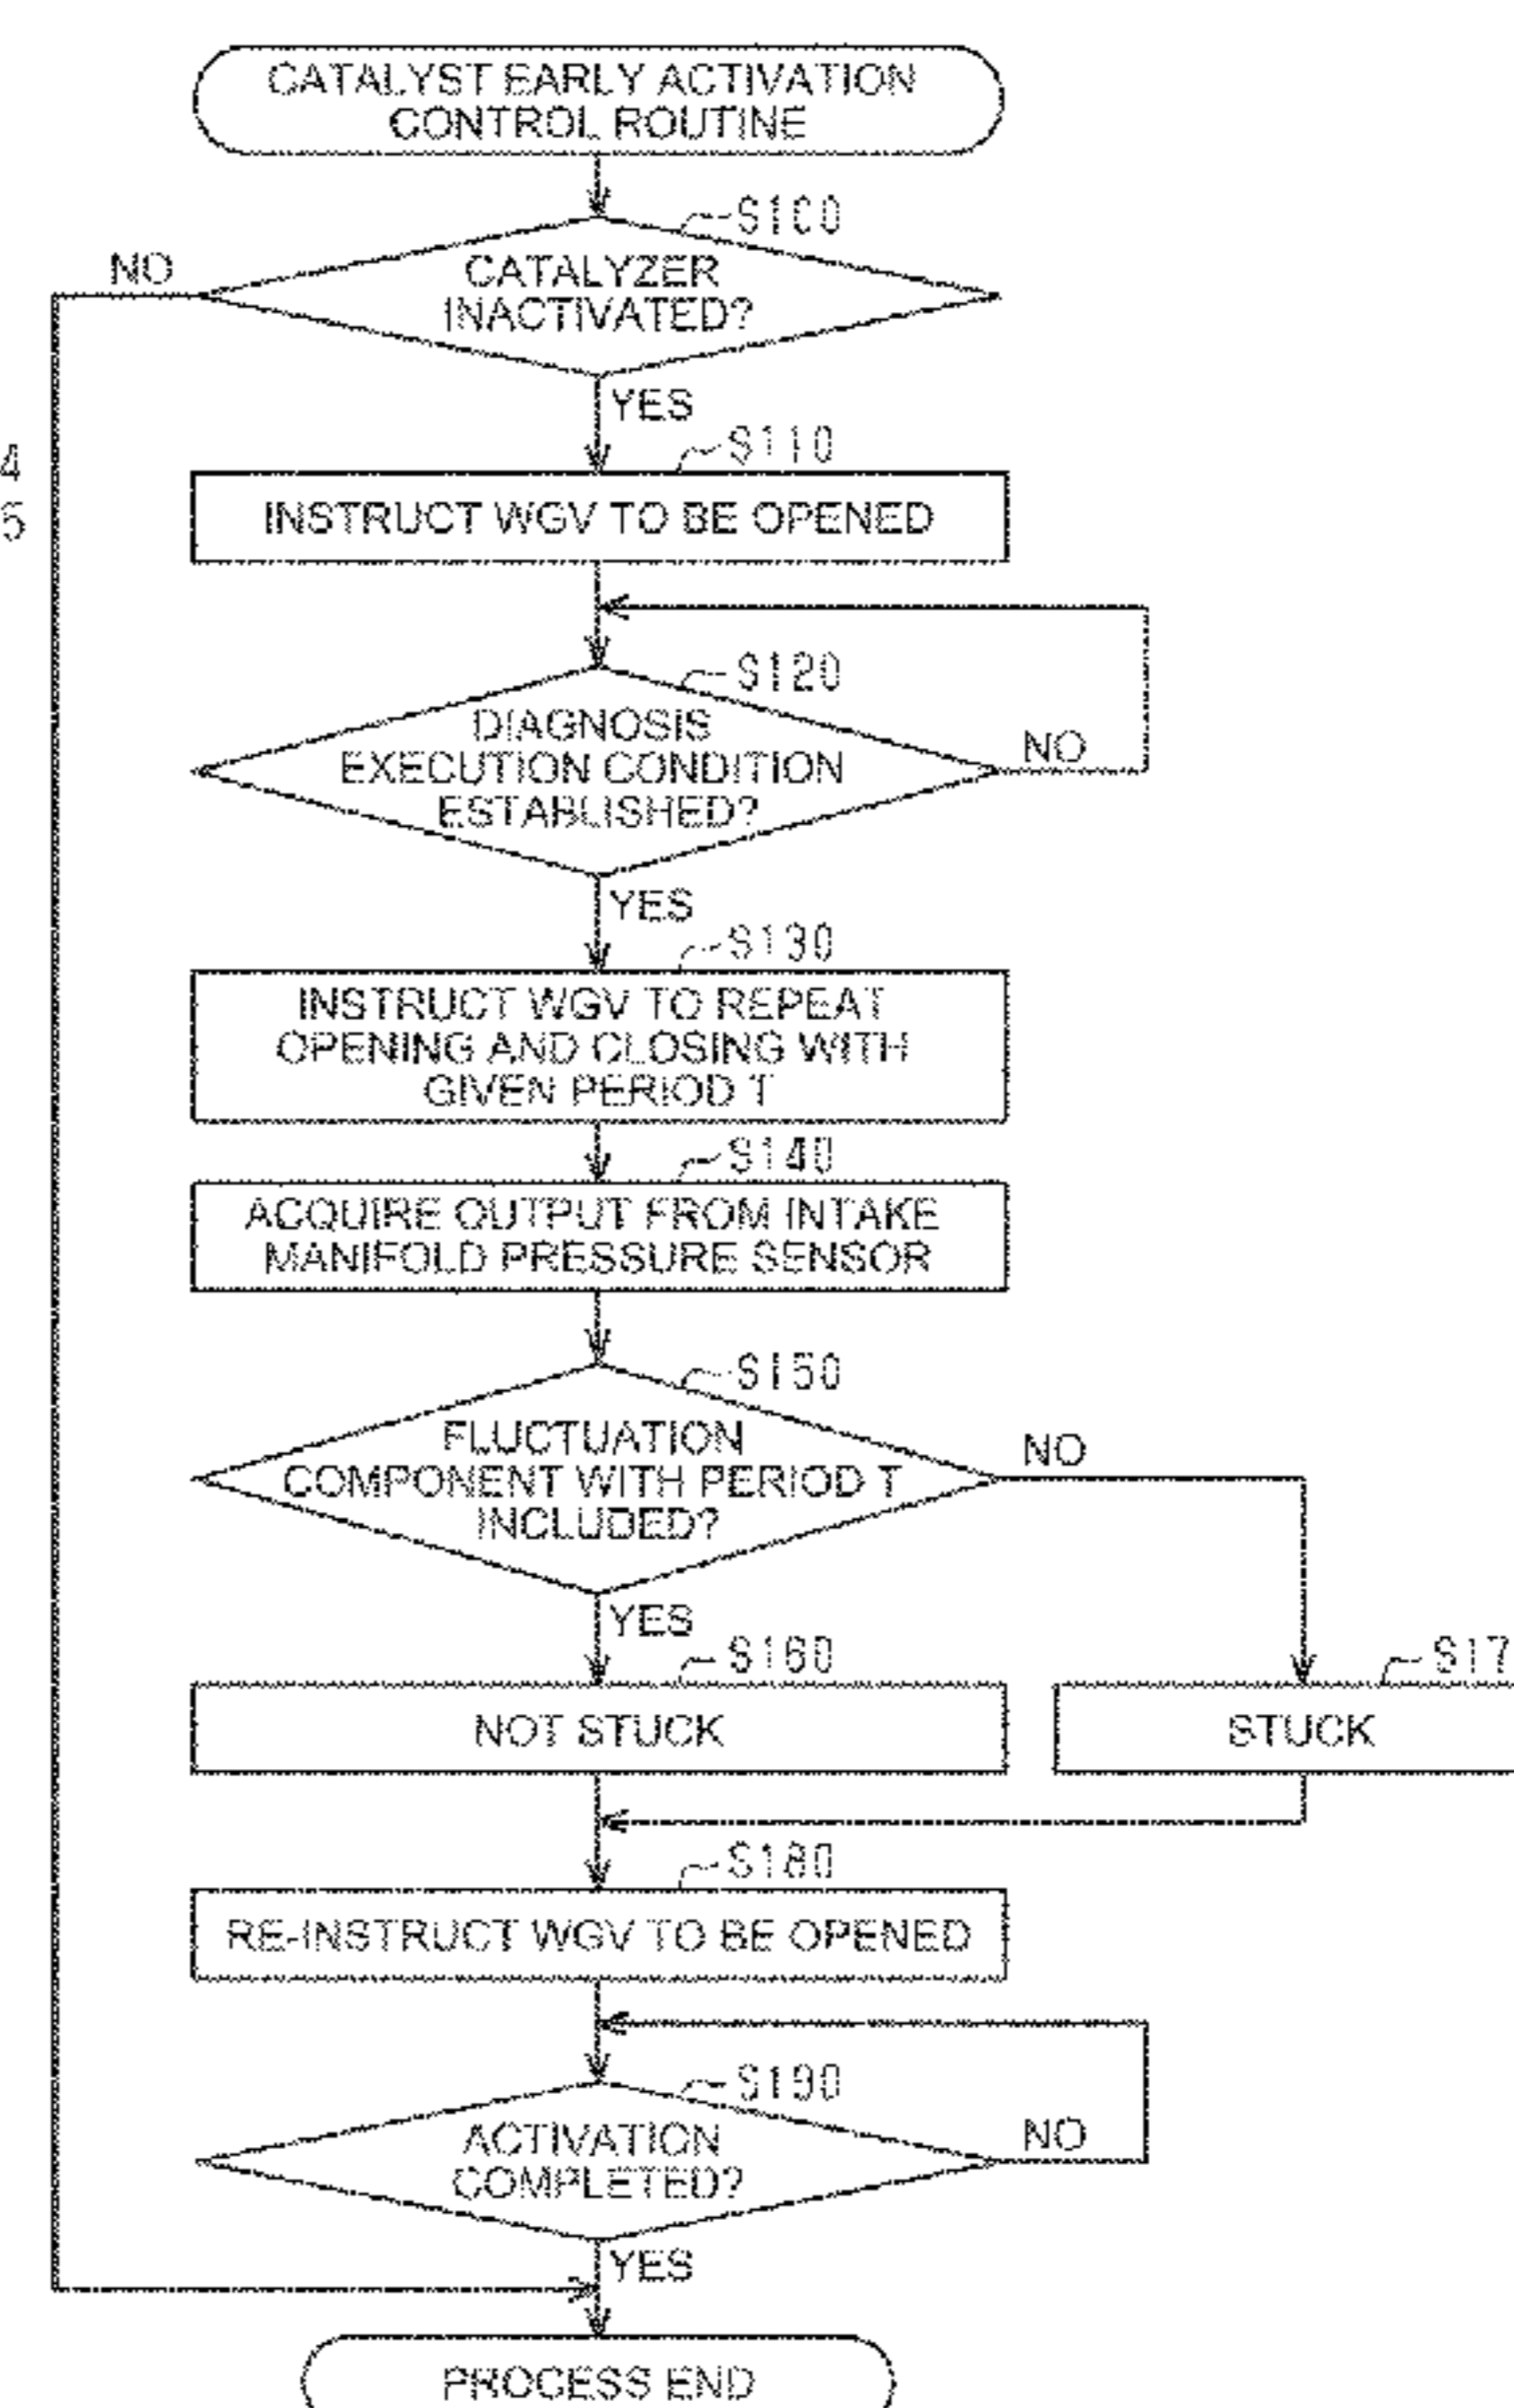 CATALYST EARLY ACTIVATION
CONTROL ROUTINE
S100
NO
CATALYZER
INACTIVATED?
YES
4
S110
5
INSTRUCT WGV TO BE OPENED
S120
DIAGNOSIS
EXECUTION CONDITION
ESTABLISHED?
NO
YES
S130
INSTRUCT WGV TO REPEAT
OPENING AND CLOSING WITH
GIVEN PERIOD T
S140
ACQUIRE OUTPUT FROM INTAKE
MANIFOLD PRESSURE SENSOR
S150
FLUCTUATION
COMPONENT WITH PERIOD T
INCLUDED?
NO
YES
S160
S17
NOT STUCK
STUCK
S180
RE-INSTRUCT WGV TO BE OPENED
S190
ACTIVATION
COMPLETED?
NO
YES
PROCESS END